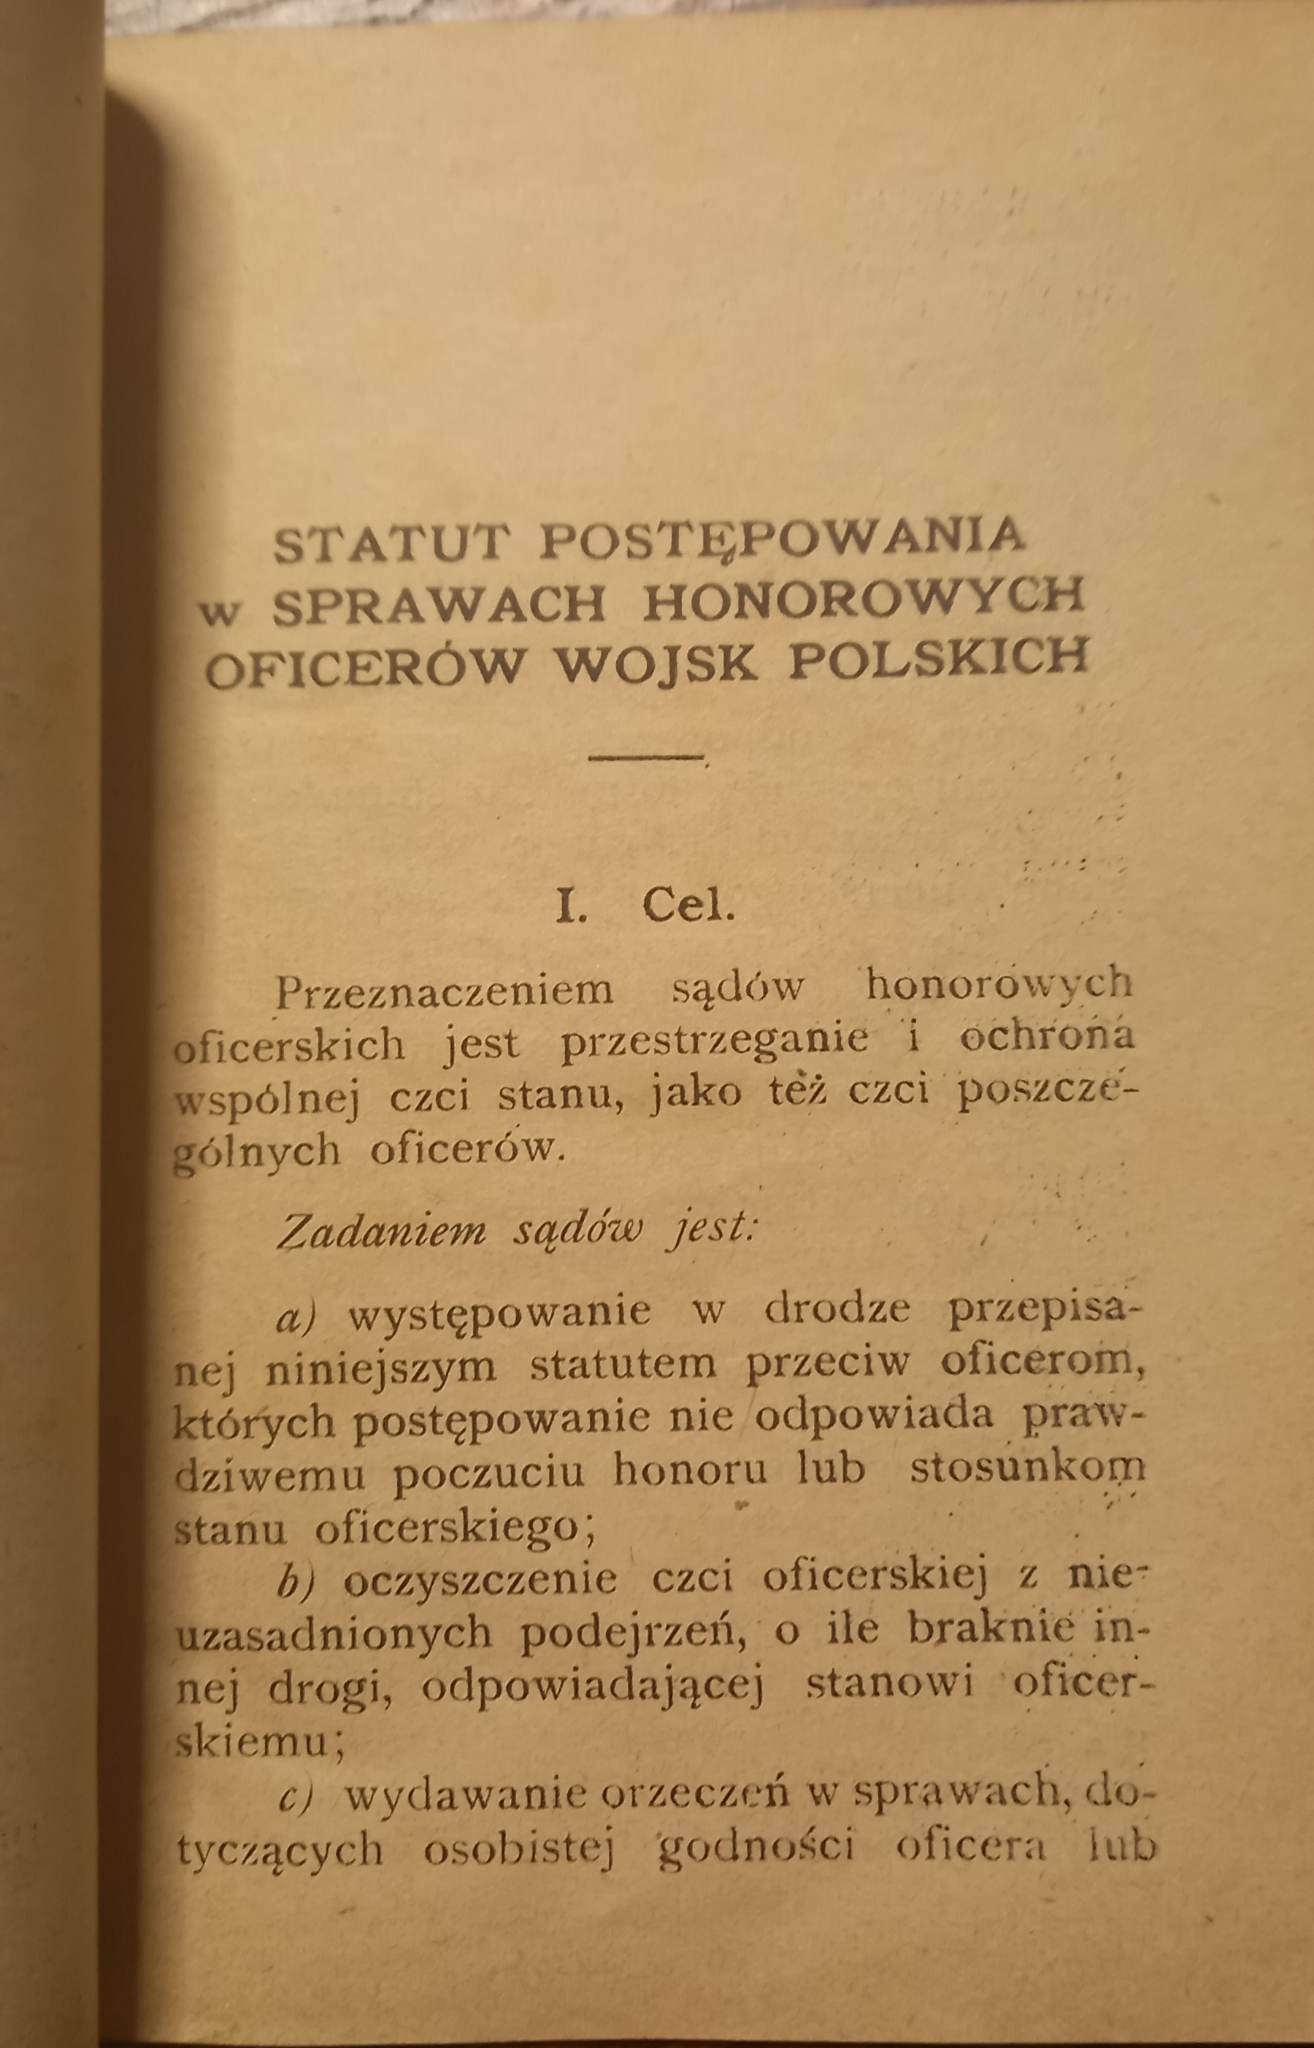 STATUT POSTĘPOWANIA
w SPRAWACH HONOROWYCH
OFICERÓW WOJSK POLSKICH
I. Cel.
Przeznaczeniem sądów honorowych
oficerskich jest przestrzeganie i ochrona
wspólnej czci stanu, jako też czci poszcze-
gólnych oficerów.
Zadaniem sądów jest:
a) występowanie w drodze przepisa-
nej niniejszym statutem przeciw oficerom,
których postępowanie nie odpowiada praw-
dziwemu poczuciu honoru lub stosunkom
stanu oficerskiego;
b) oczyszczenie czci oficerskiej z nie-
uzasadnionych podejrzeń, o ile braknie in-
nej drogi, odpowiadającej stanowi oficer-
skiemu;
c) wydawanie orzeczeń w sprawach, do-
tyczących osobistej godności oficera lub